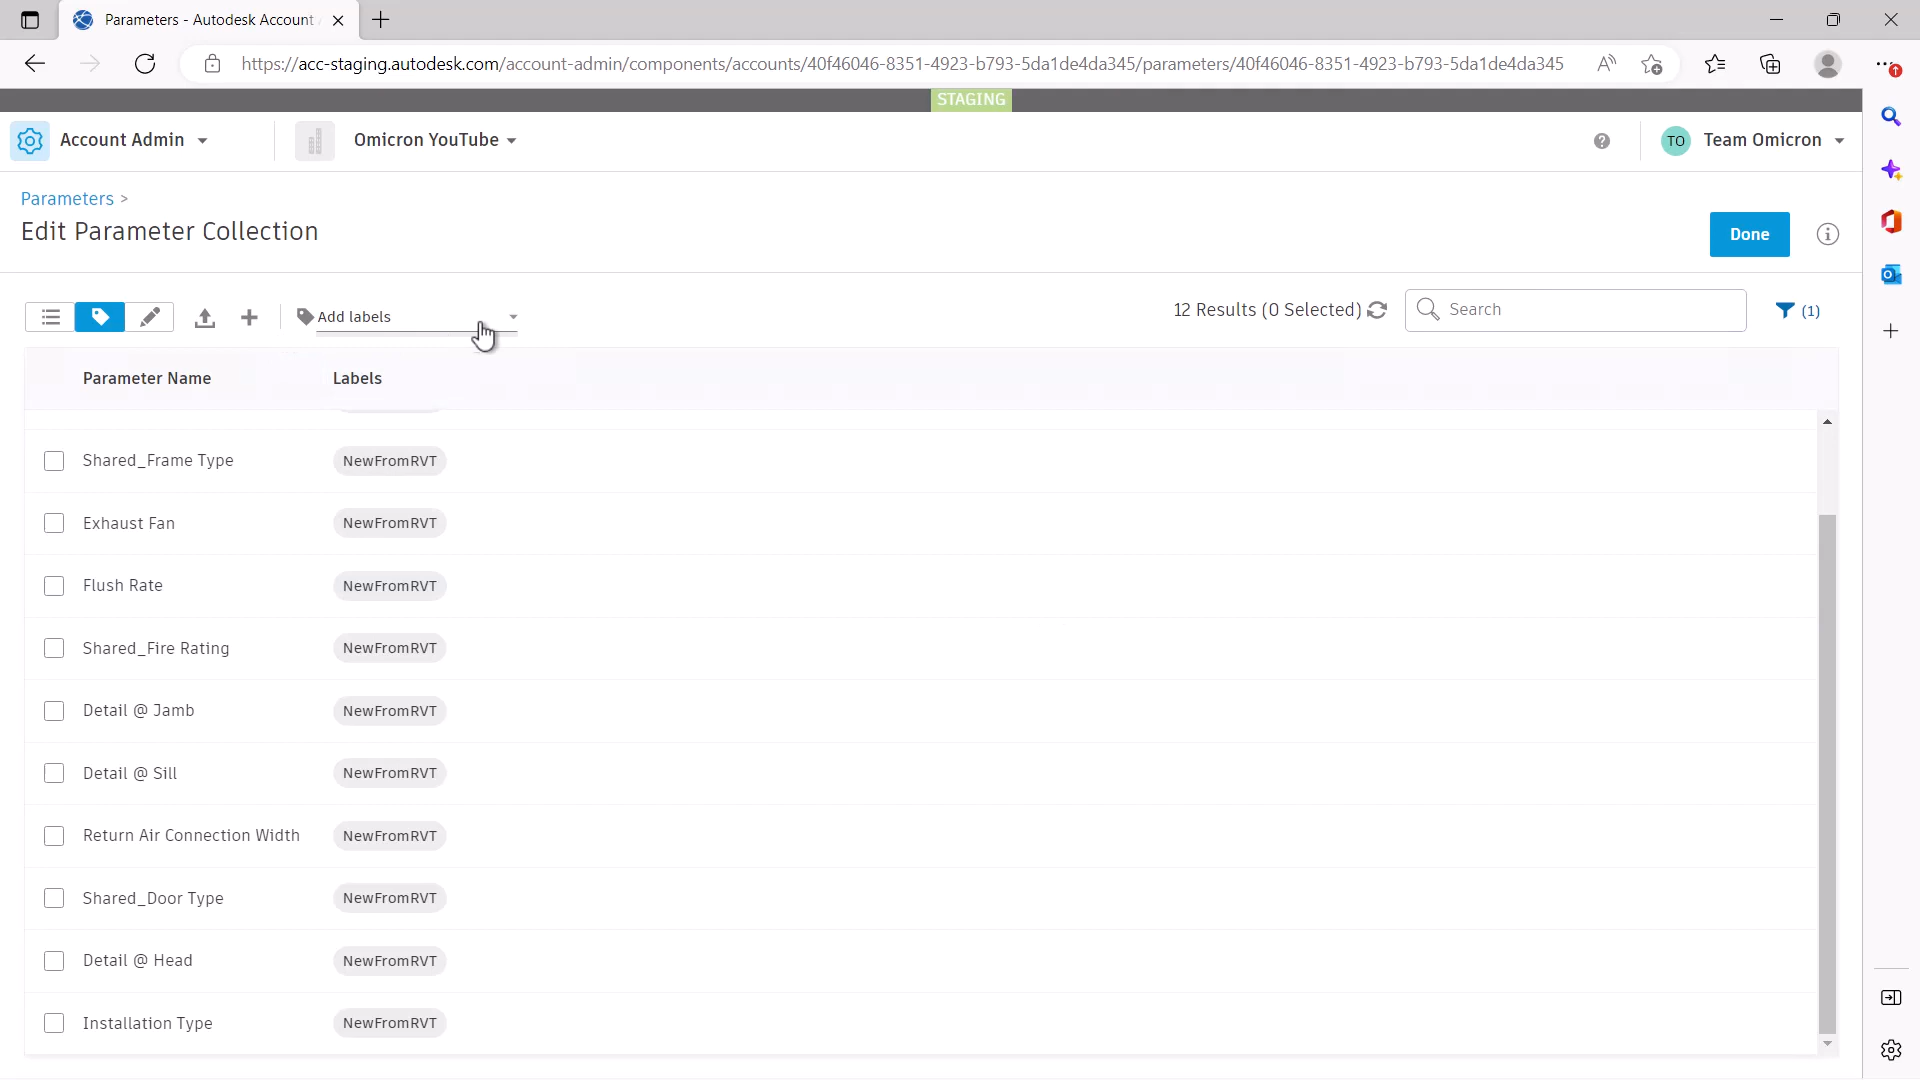 Parameters - Autodesk Account
https://acc-staging.autodesk.com/account-admin/components/accounts/40f46046-8351-4923-b793-5da1de4da345/parameters/40f46046-8351-4923-b793-5da1de4da345
STAGING
Account Admin
Omicron YouTube
TO Team Omicron
Parameters >
Edit Parameter Collection
Done
Add labels
12 Results (0 Selected)
Search
(1)
Parameter Name Labels
Shared_Frame Type NewFromRVT
Exhaust Fan NewFromRVT
Flush Rate NewFromRVT
Shared_Fire Rating NewFromRVT
Detail @ Jamb NewFromRVT
Detail @ Sill NewFromRVT
Return Air Connection Width NewFromRVT
Shared_Door Type NewFromRVT
Detail @ Head NewFromRVT
Installation Type NewFromRVT